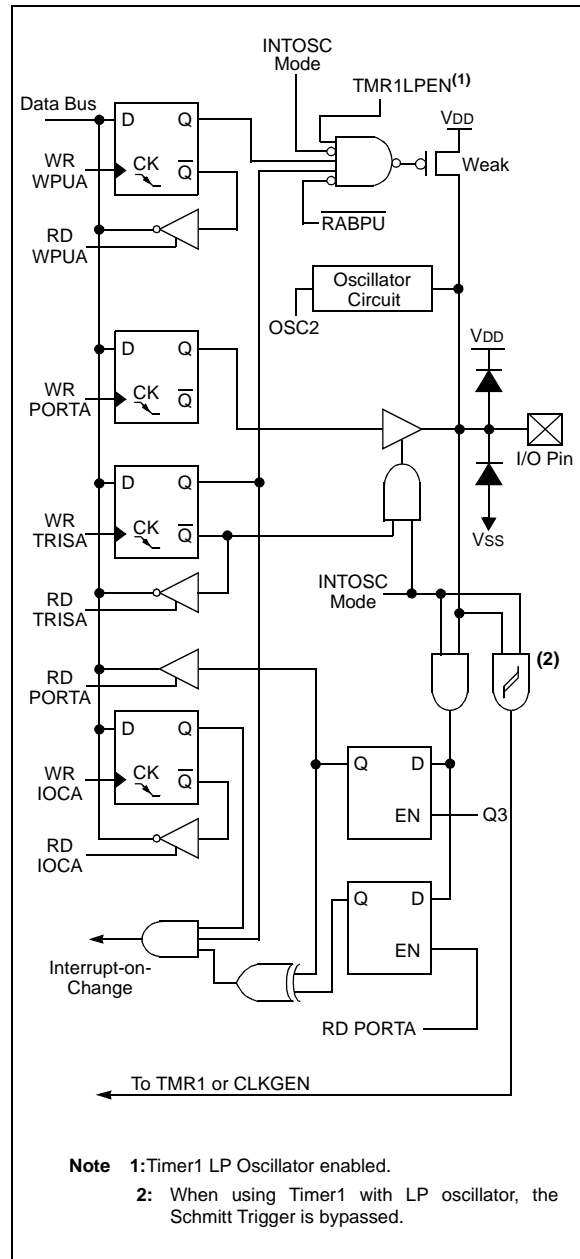 INTOSC
Mode
TMR1LPEN(1)
Data Bus
D Q
VDD
WR
WPUA
CK Q
Weak
RD
WPUA
RABPU
Oscillator
Circuit
OSC2
VDD
D Q
WR
PORTA
CK Q
I/O Pin
D Q
WR
TRISA
CK Q
VSS
INTOSC
Mode
RD
TRISA
(2)
RD
PORTA
D Q
WR
IOCA
CK Q
Q D
EN
Q3
RD
IOCA
Q D
EN
Interrupt-on-
Change
RD PORTA
To TMR1 or CLKGEN
Note 1:Timer1 LP Oscillator enabled.
2: When using Timer1 with LP oscillator, the
Schmitt Trigger is bypassed.